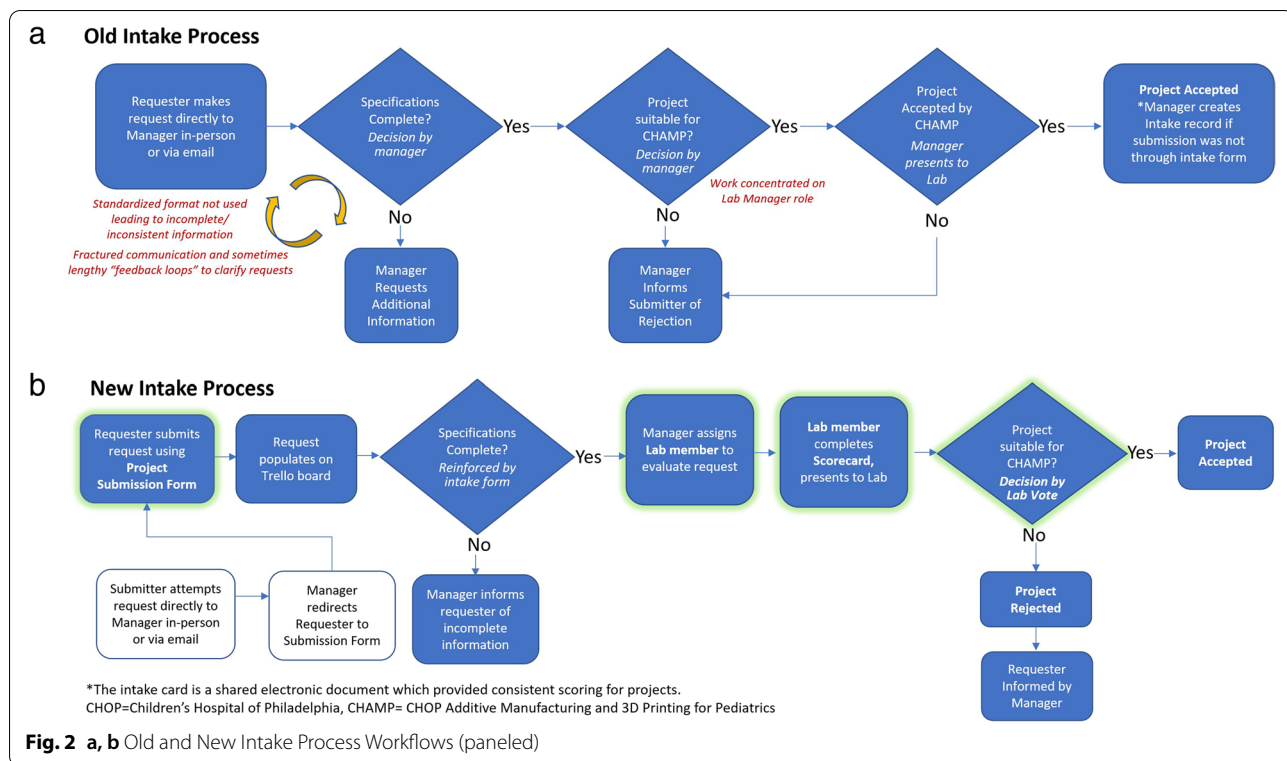 a
Old Intake Process
Requester makes
request directly to
Manager in-person
or via email
Specifications
Complete?
Decision by
manager
Yes
Project
suitable for
CHAMP?
Decision by
manager
Yes
Project
Accepted by
CHAMP
Manager
presents to
Lab
Yes
Project Accepted
*Manager creates
Intake record if
submission was not
through intake form
Standardized format not used
leading to incomplete/
inconsistent information
Fractured communication and sometimes
lengthy “feedback loops” to clarify requests
No
Manager
Requests
Additional
Information
Work concentrated on
Lab Manager role
No
Manager
Informs
Submitter of
Rejection
No
b
New Intake Process
Requester submits
request using
Project
Submission Form
Request
populates on
Trello board
Specifications
Complete?
Reinforced by
intake form
Yes
Manager assigns
Lab member to
evaluate request
Lab member
completes
Scorecard,
presents to Lab
Project
suitable for
CHAMP?
Decision by
Lab Vote
Yes
Project
Accepted
Submitter attempts
request directly to
Manager in-person
or via email
Manager
redirects
Requester to
Submission Form
No
Manager informs
requester of
incomplete
information
No
Project
Rejected
Requester
Informed by
Manager
*The intake card is a shared electronic document which provided consistent scoring for projects.
CHOP=Children’s Hospital of Philadelphia, CHAMP= CHOP Additive Manufacturing and 3D Printing for Pediatrics
Fig. 2 a, b Old and New Intake Process Workflows (paneled)